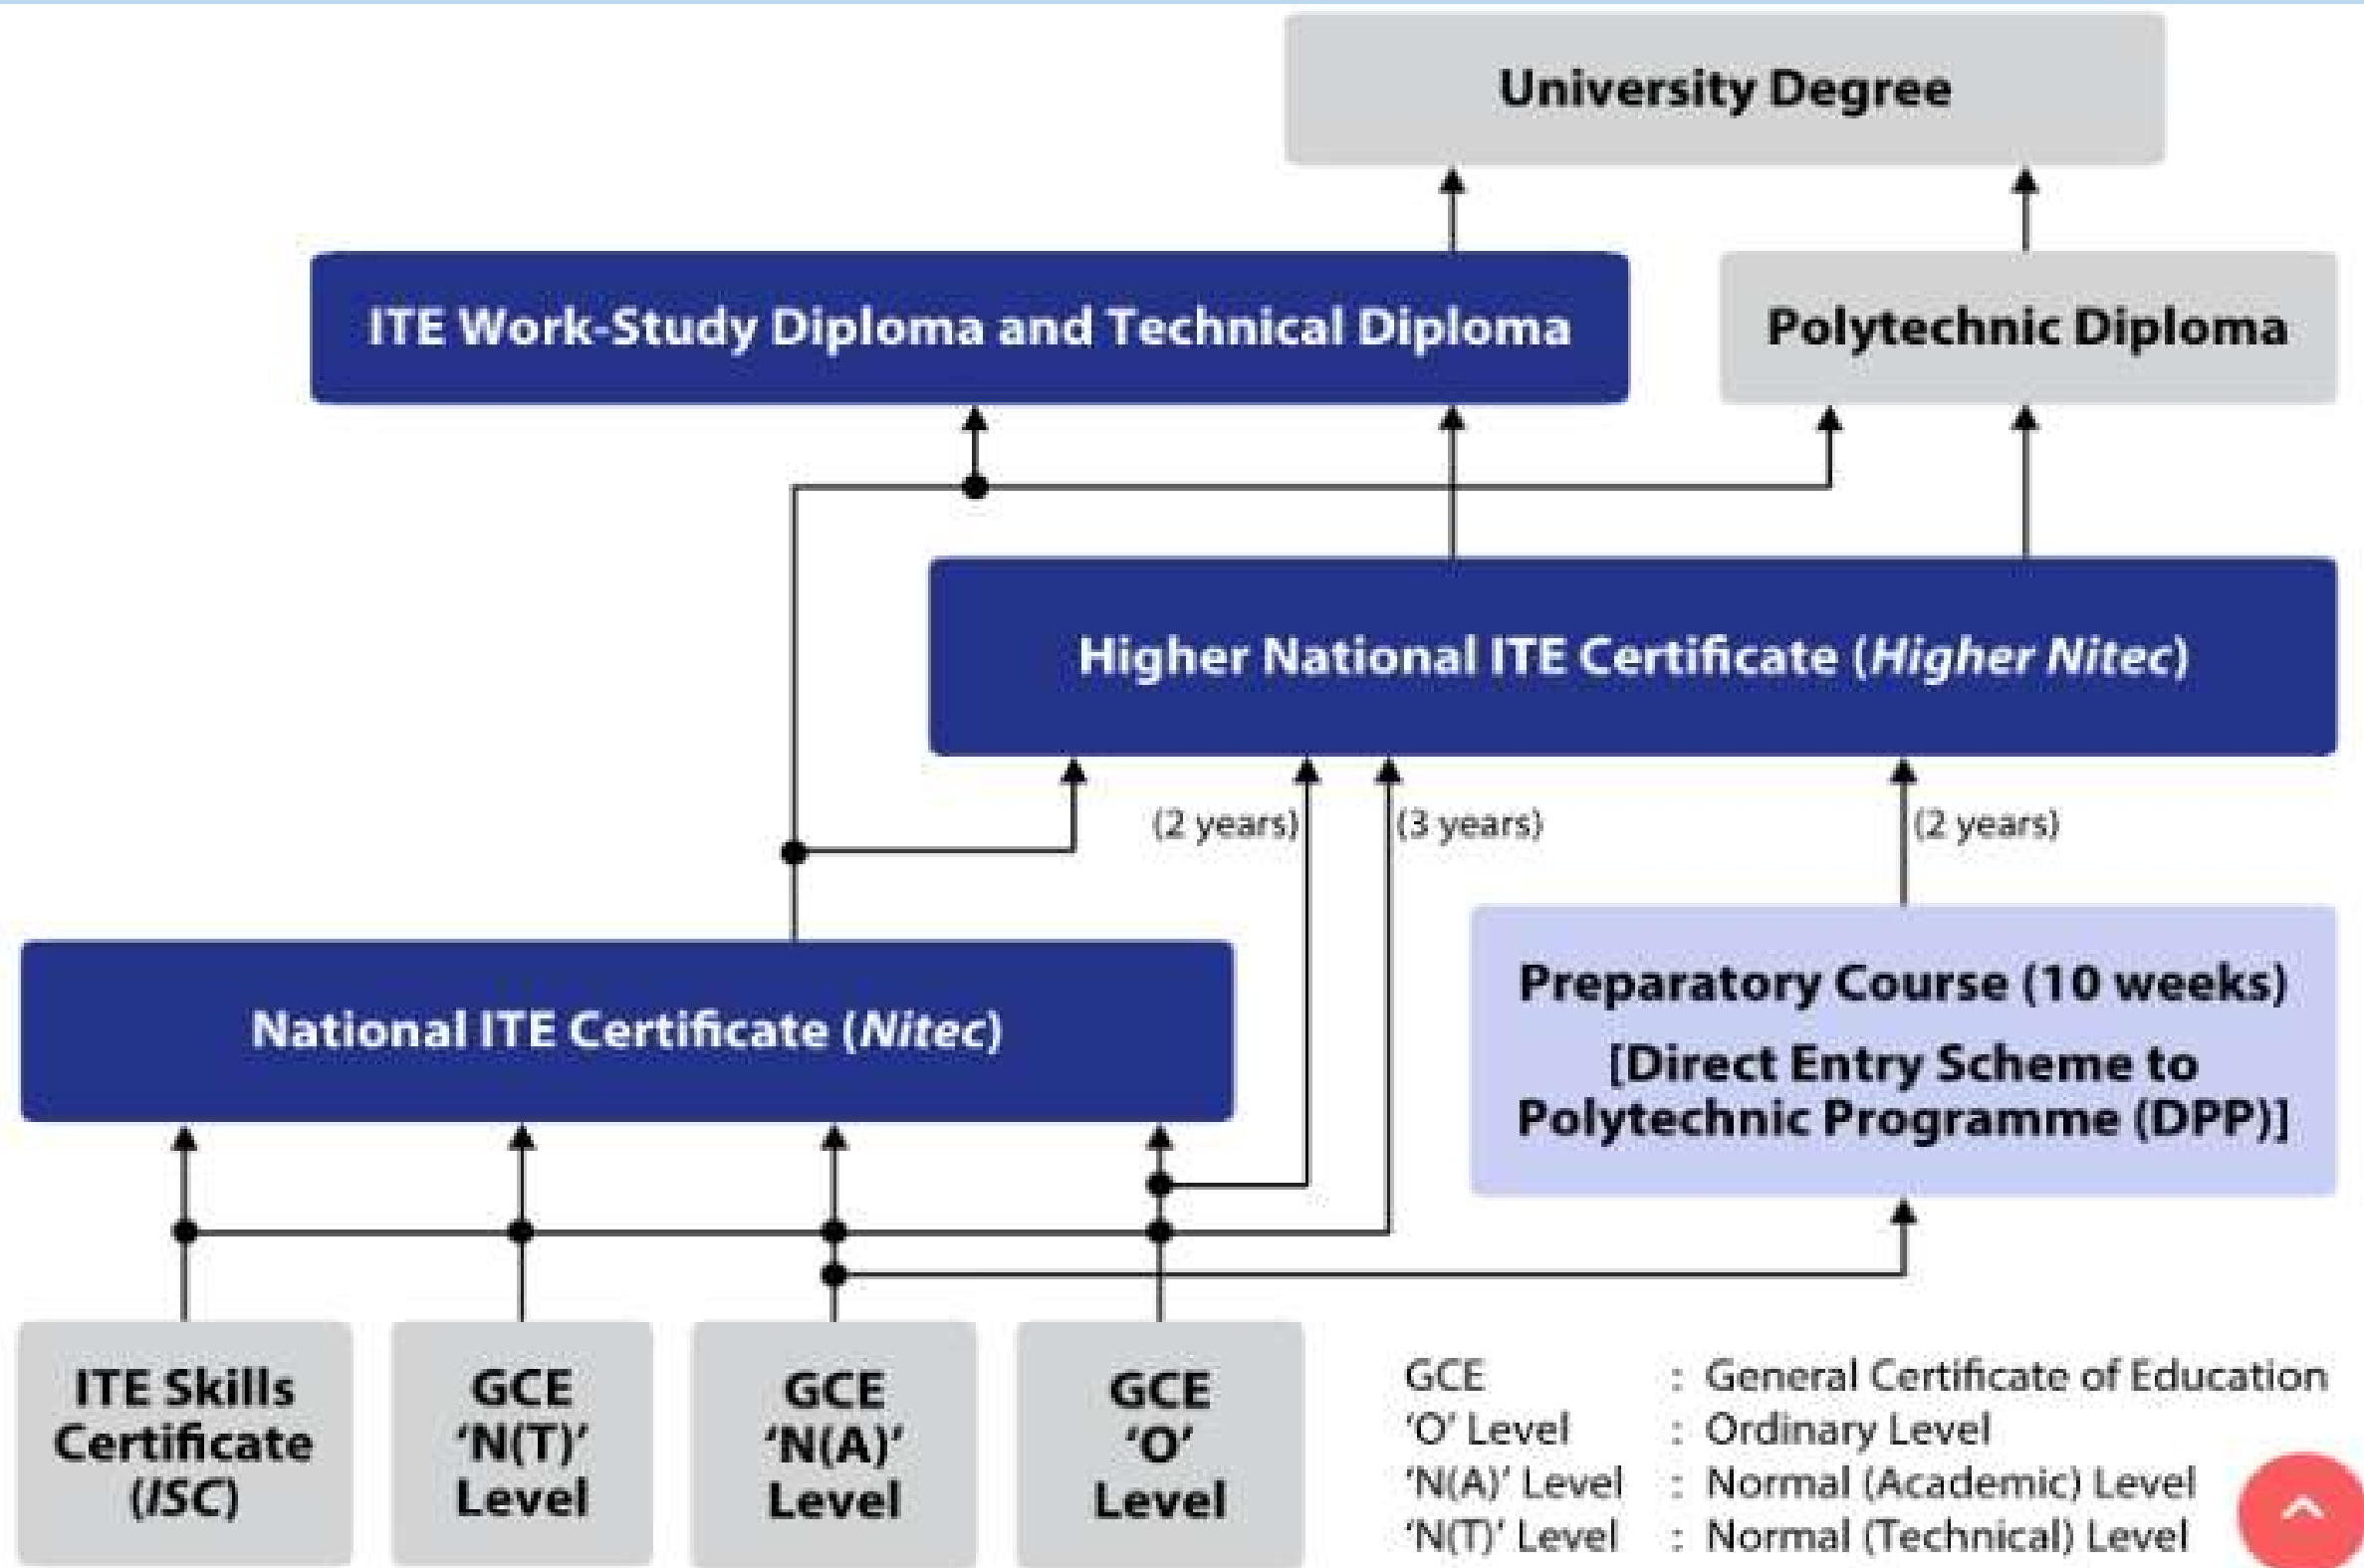 University Degree
ITE Work-Study Diploma and Technical Diploma
Polytechnic Diploma
Higher National ITE Certificate (Higher Nitec)
(2 years)
(3 years)
(2 years)
National ITE Certificate (Nitec)
Preparatory Course (10 weeks)
[Direct Entry Scheme to
Polytechnic Programme (DPP)]
ITE Skills
Certificate
(ISC)
GCE
‘N(T)’
Level
GCE
‘N(A)’
Level
GCE
‘O’
Level
GCE : General Certificate of Education
‘O’ Level : Ordinary Level
‘N(A)’ Level : Normal (Academic) Level
‘N(T)’ Level : Normal (Technical) Level